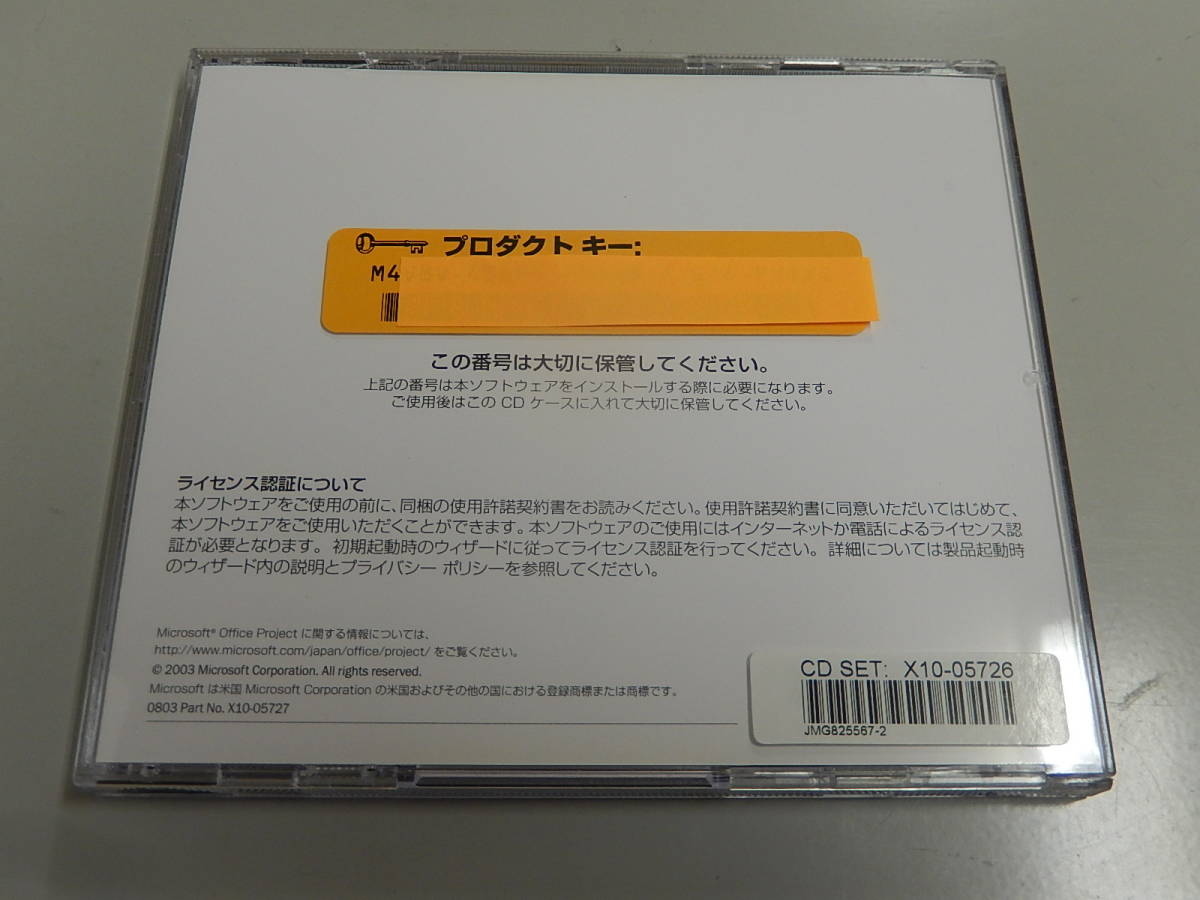 プロダクト キー:
M4
この番号は大切に保管してください。
上記の番号は本ソフトウェアをインストールする際に必要になります。
ご使用後はこの CD ケースに入れて大切に保管してください。
ライセンス認証について
本ソフトウェアをご使用の前に、同梱の使用許諾契約書をお読みください。使用許諾契約書に同意いただいてはじめて、
本ソフトウェアをご使用いただくことができます。本ソフトウェアのご使用にはインターネットか電話によるライセンス認
証が必要となります。 初期起動時のウィザードに従ってライセンス認証を行ってください。 詳細については製品起動時
のウィザード内の説明とプライバシー ポリシーを参照してください。
Microsoft® Office Project に関する情報については、
http://www.microsoft.com/japan/office/project/ をご覧ください。
© 2003 Microsoft Corporation. All rights reserved.
Microsoft は米国 Microsoft Corporation の米国およびその他の国における登録商標または商標です。
0803 Part No. X10-05727
CD SET: X10-05726
JMG825567-2